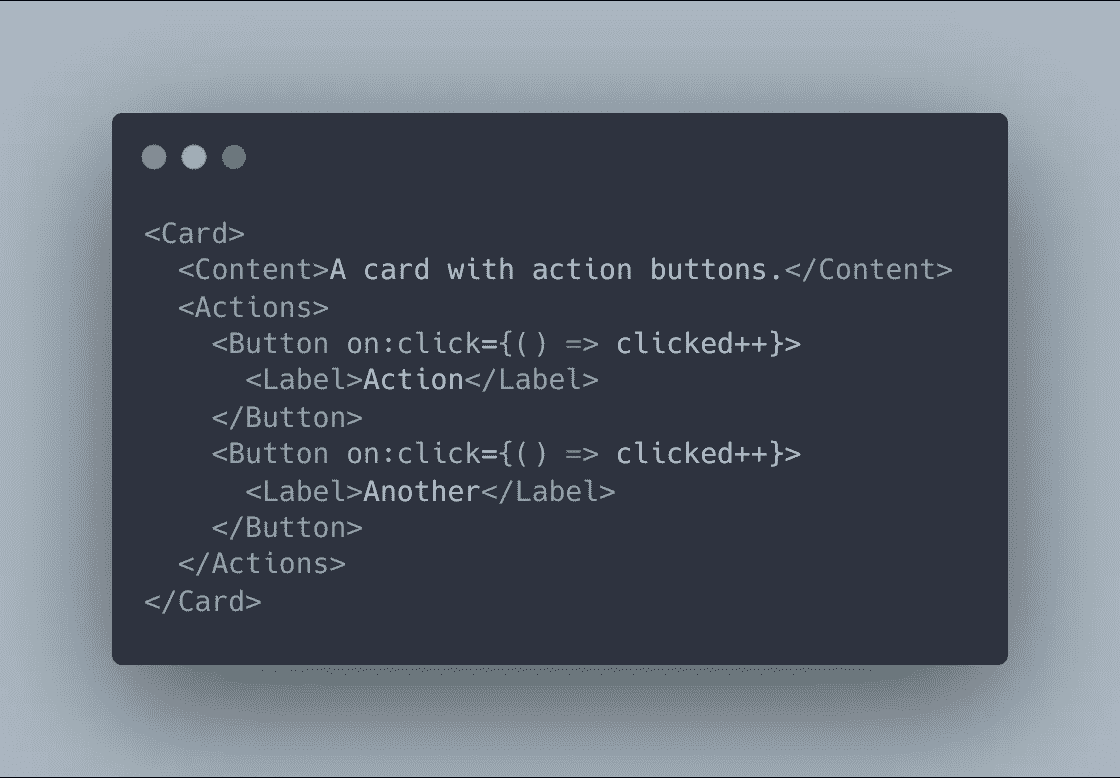 <Card>
  <Content>A card with action buttons.</Content>
  <Actions>
    <Button on:click={() => clicked++}>
      <Label>Action</Label>
    </Button>
    <Button on:click={() => clicked++}>
      <Label>Another</Label>
    </Button>
  </Actions>
</Card>